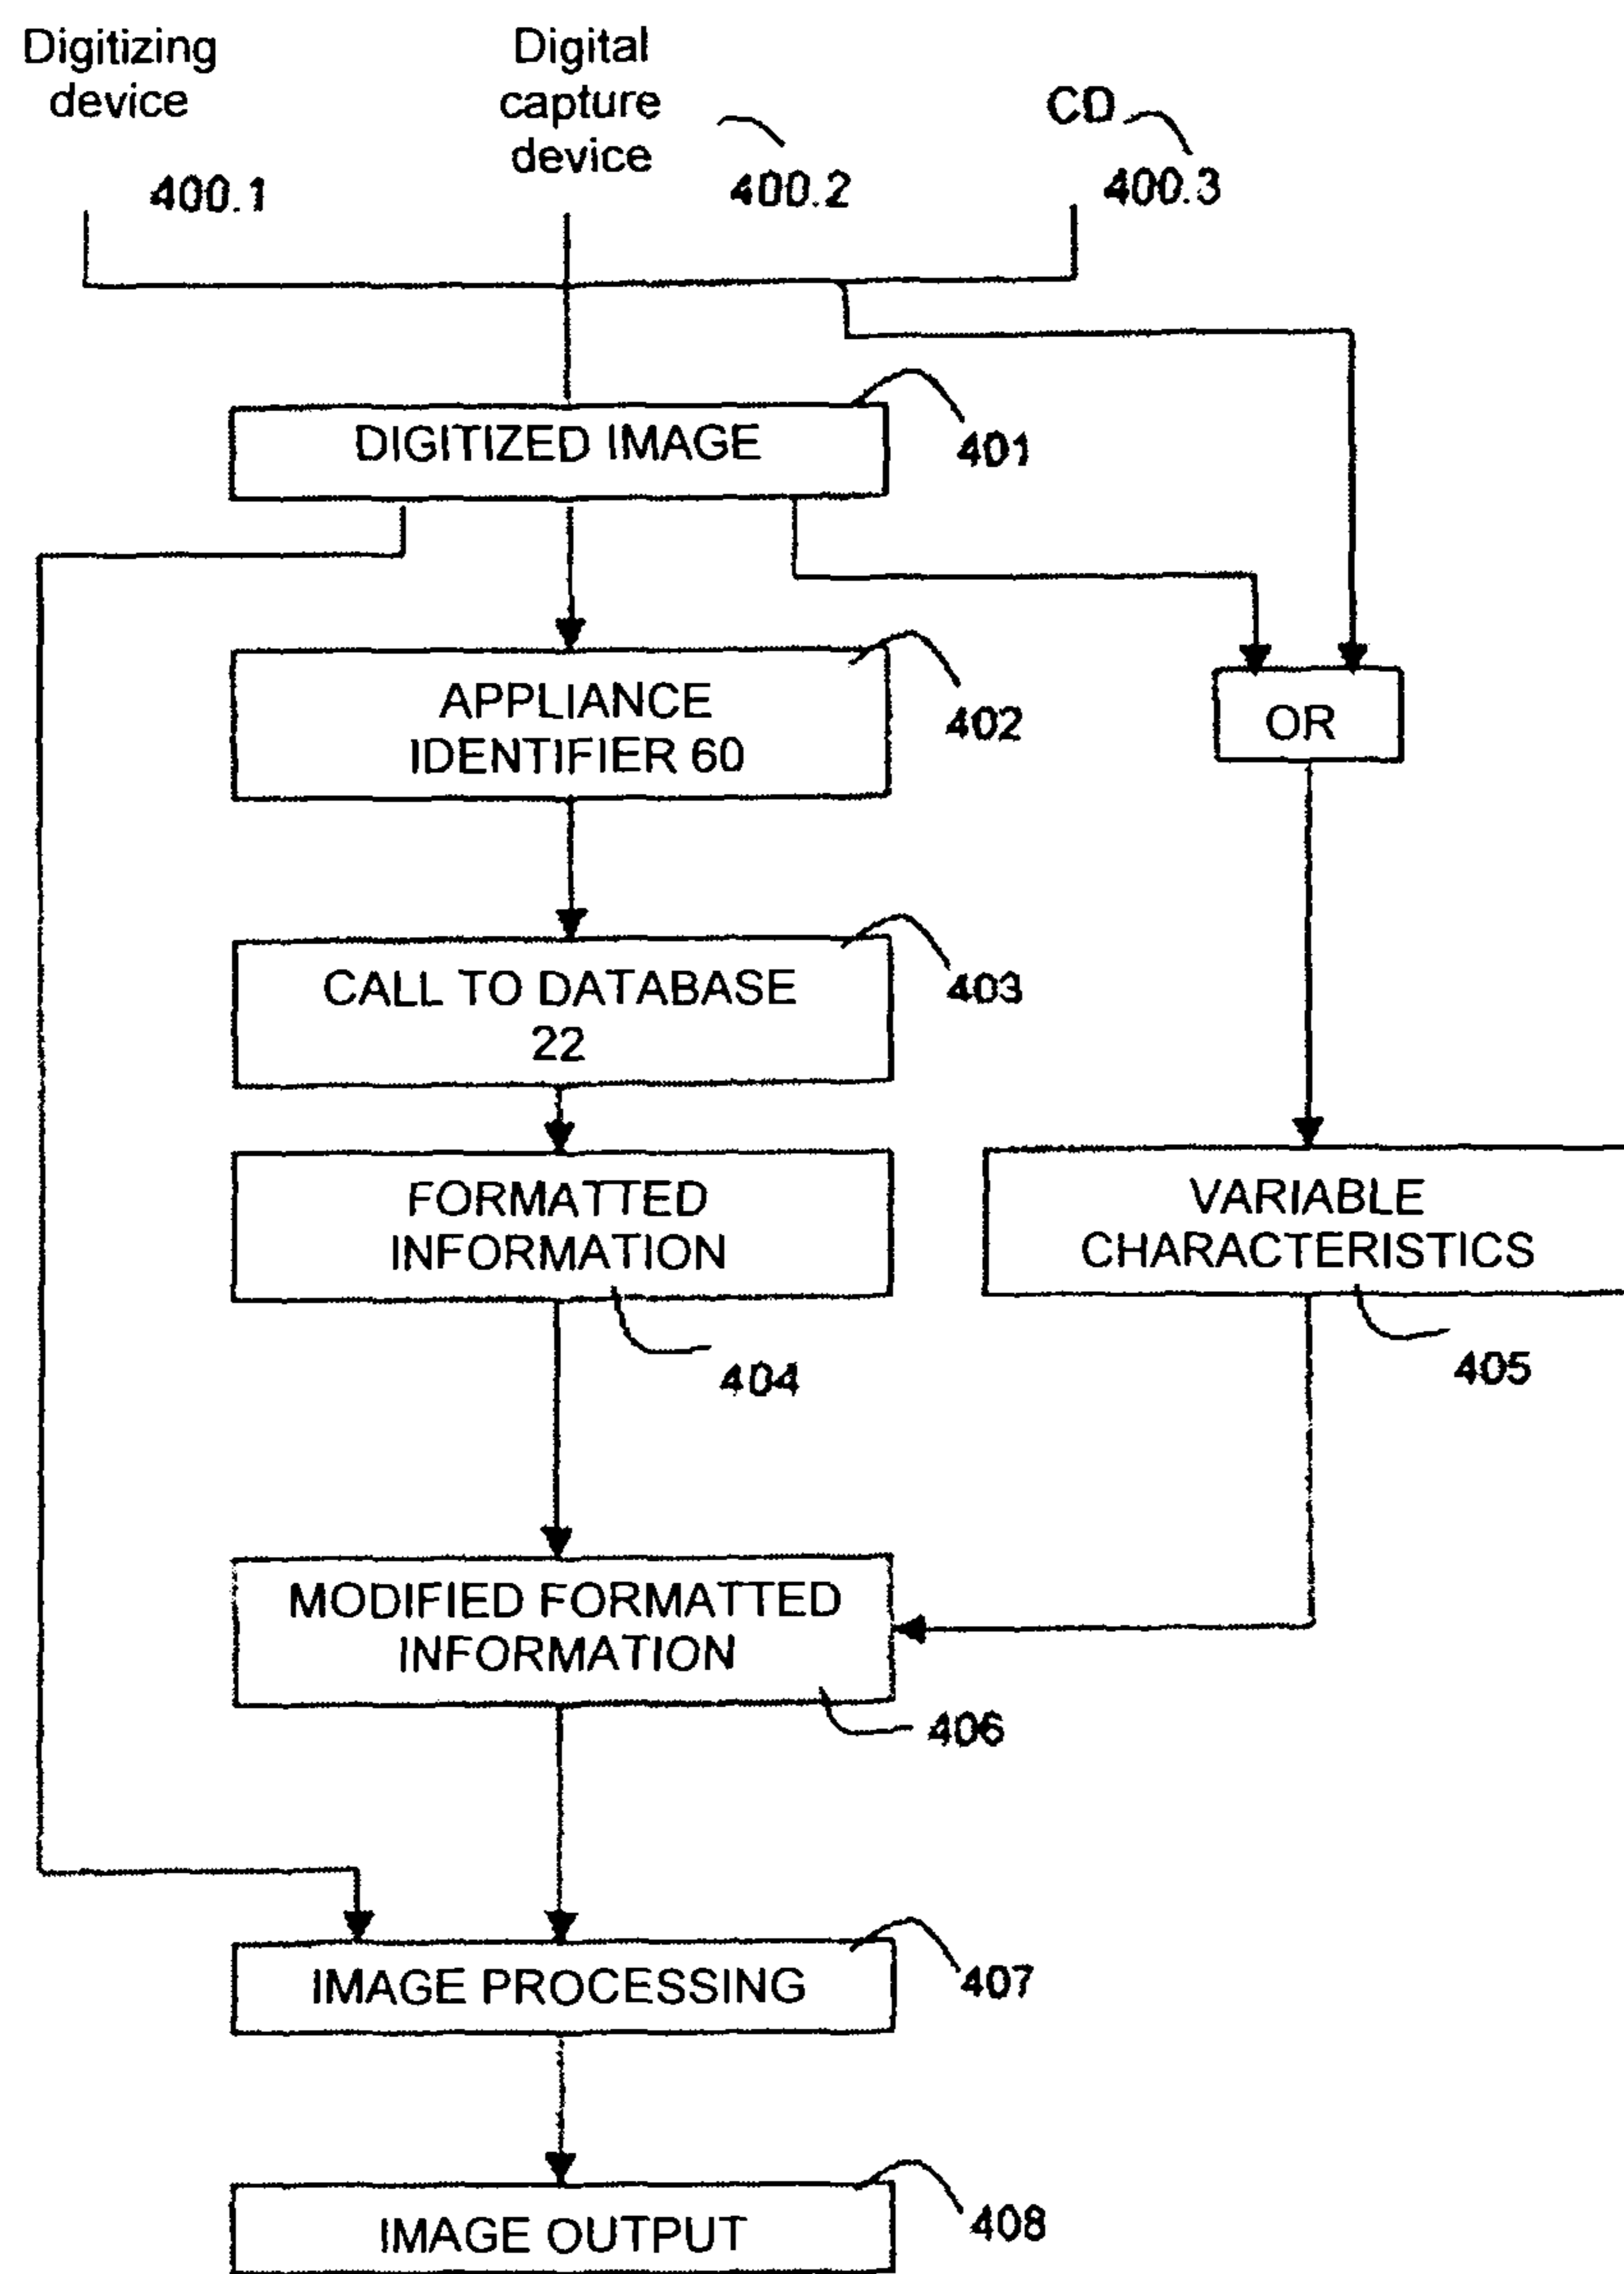 Digitizing
device
400.1
Digital
capture
device
400.2
CD
400.3
DIGITIZED IMAGE
401
APPLIANCE
IDENTIFIER 60
402
OR
CALL TO DATABASE
22
403
FORMATTED
INFORMATION
404
VARIABLE
CHARACTERISTICS
405
MODIFIED FORMATTED
INFORMATION
406
IMAGE PROCESSING
407
IMAGE OUTPUT
408